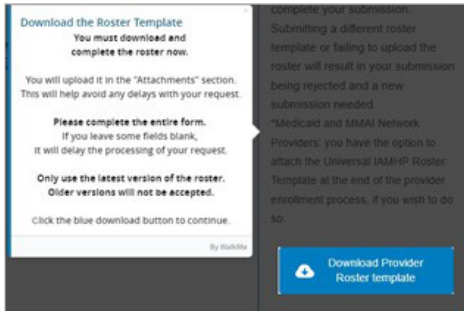 Download the Roster Template
You must download and
complete the roster now.
You will upload it in the "Attachments" section.
This will help avoid any delays with your request.
Please complete the entire form.
If you leave some fields blank,
it will delay the processing of your request.
Only use the latest version of the roster.
Older versions will not be accepted.
Click the blue download button to continue.
By WalkMe
complete your submission.
Submitting a different roster
template or failing to upload the
roster will result in your submission
being rejected and a new
submission needed.
*Medicaid and MMAI Network
Providers: you have the option to
attach the Universal IAMHP Roster
Template at the end of the provider
enrollment process, if you wish to do
so.
Download Provider
Roster template